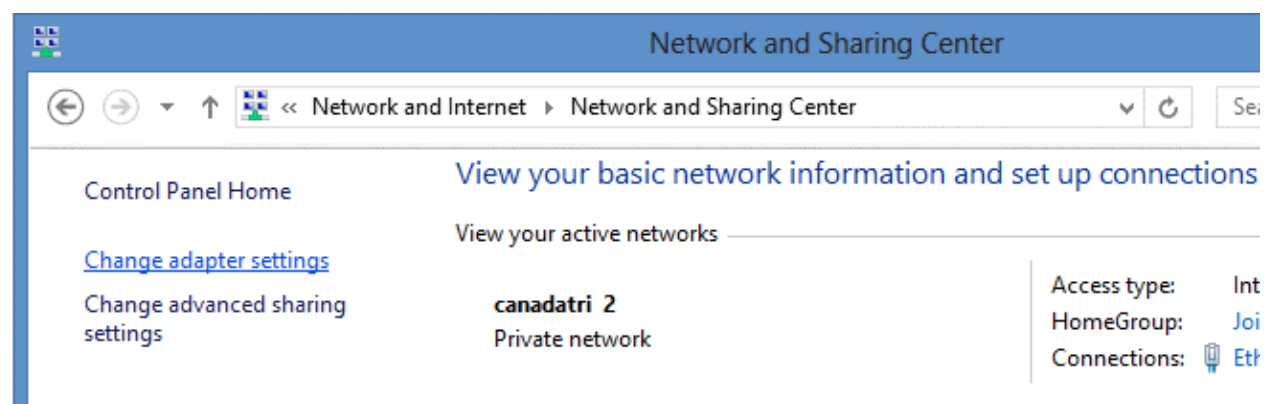 Network and Sharing Center
« Network and Internet ▸ Network and Sharing Center
Control Panel Home
View your basic network information and set up connections
View your active networks
Change adapter settings
Change advanced sharing
settings
canadatri 2
Private network
Access type:
HomeGroup:
Connections: